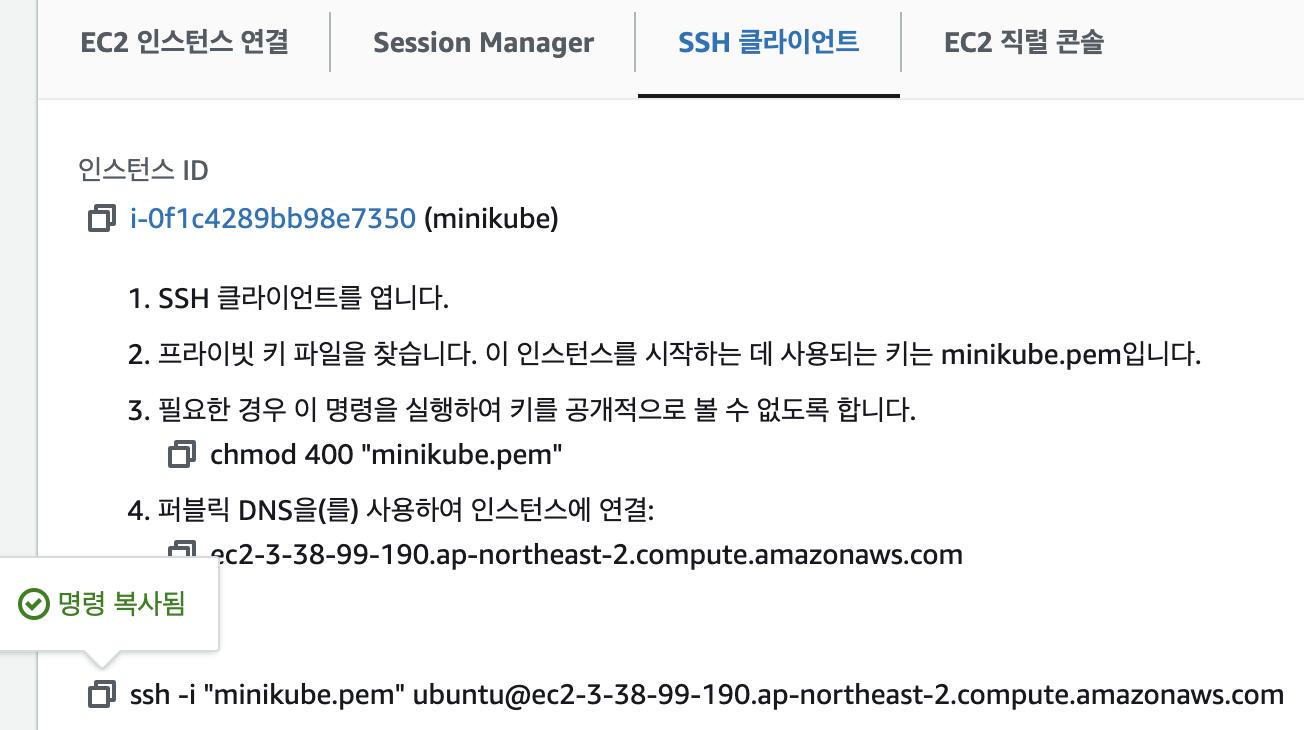 EC2 인스턴스 연결
Session Manager
SSH 클라이언트
EC2 직렬 콘솔
인스턴스 ID
i-0f1c4289bb98e7350 (minikube)
1. SSH 클라이언트를 엽니다.
2. 프라이빗 키 파일을 찾습니다. 이 인스턴스를 시작하는 데 사용되는 키는 minikube.pem입니다.
3. 필요한 경우 이 명령을 실행하여 키를 공개적으로 볼 수 없도록 합니다.
chmod 400 "minikube.pem"
4. 퍼블릭 DNS을(를) 사용하여 인스턴스에 연결:
ec2-3-38-99-190.ap-northeast-2.compute.amazonaws.com
명령 복사됨
ssh -i "minikube.pem" ubuntu@ec2-3-38-99-190.ap-northeast-2.compute.amazonaws.com